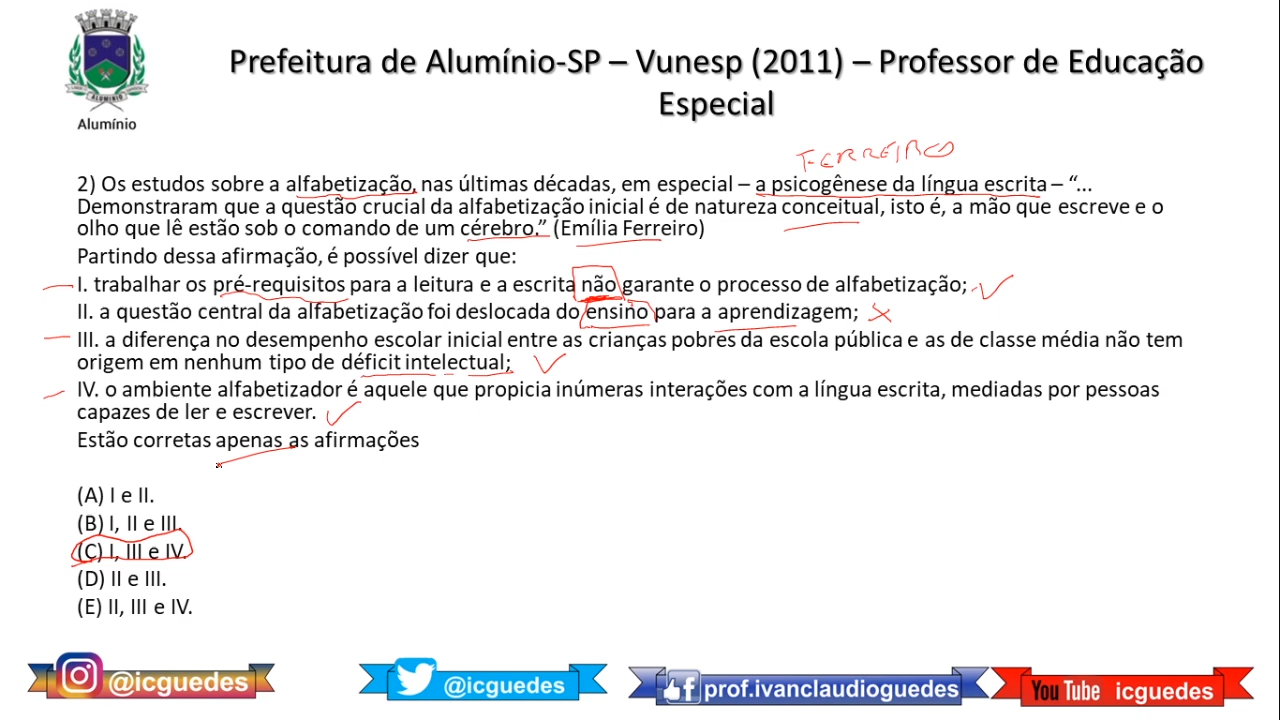 Prefeitura de Alumínio-SP – Vunesp (2011) – Professor de Educação
Especial
ALUMÍNIO
Alumínio
FERREIRO
2) Os estudos sobre a alfabetização, nas últimas décadas, em especial – a psicogênese da língua escrita – “...
Demonstraram que a questão crucial da alfabetização inicial é de natureza conceitual, isto é, a mão que escreve e o
olho que lê estão sob o comando de um cérebro.” (Emília Ferreiro)
Partindo dessa afirmação, é possível dizer que:
I. trabalhar os pré-requisitos para a leitura e a escrita não garante o processo de alfabetização;
II. a questão central da alfabetização foi deslocada do ensino para a aprendizagem;
III. a diferença no desempenho escolar inicial entre as crianças pobres da escola pública e as de classe média não tem
origem em nenhum tipo de déficit intelectual;
IV. o ambiente alfabetizador é aquele que propicia inúmeras interações com a língua escrita, mediadas por pessoas
capazes de ler e escrever.
Estão corretas apenas as afirmações
(A) I e II.
(B) I, II e III.
(C) I, III e IV.
(D) II e III.
(E) II, III e IV.
@icguedes
@icguedes
prof.ivanclaudioguedes
You Tube icguedes